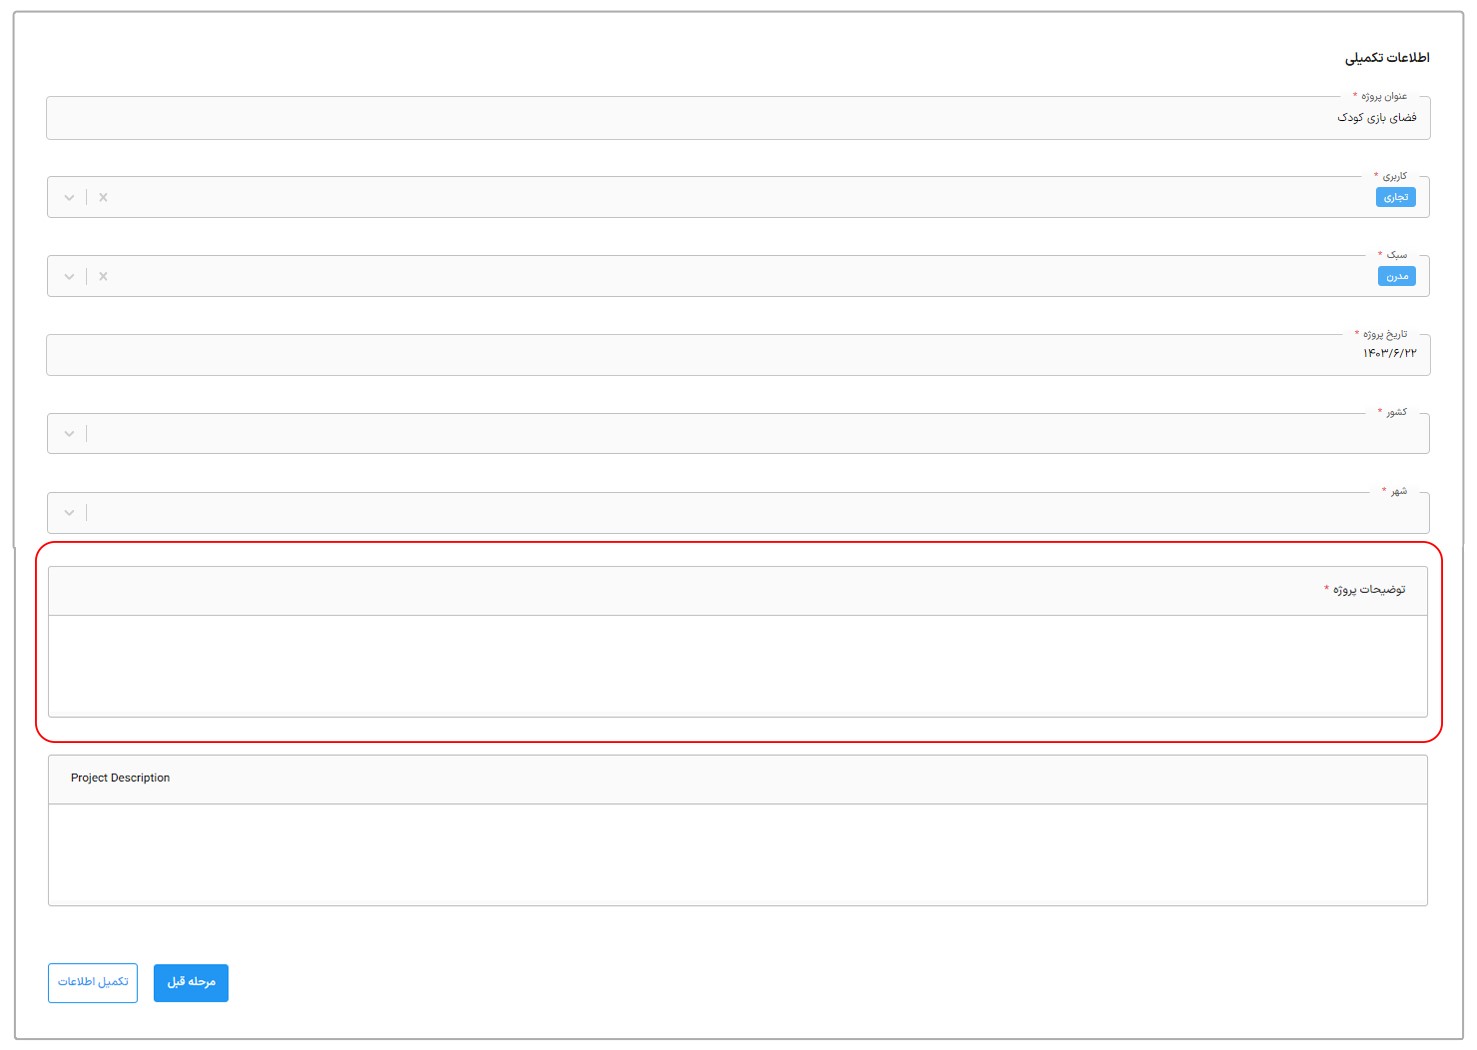 اطلاعات تکمیلی
عنوان پروژه *
فضای بازی کودک
کاربری *
تجاری
سبک *
مدرن
تاریخ پروژه *
۱۴۰۳/۶/۲۲
کشور *
شهر *
توضیحات پروژه *
Project Description
مرحله قبل
تکمیل اطلاعات